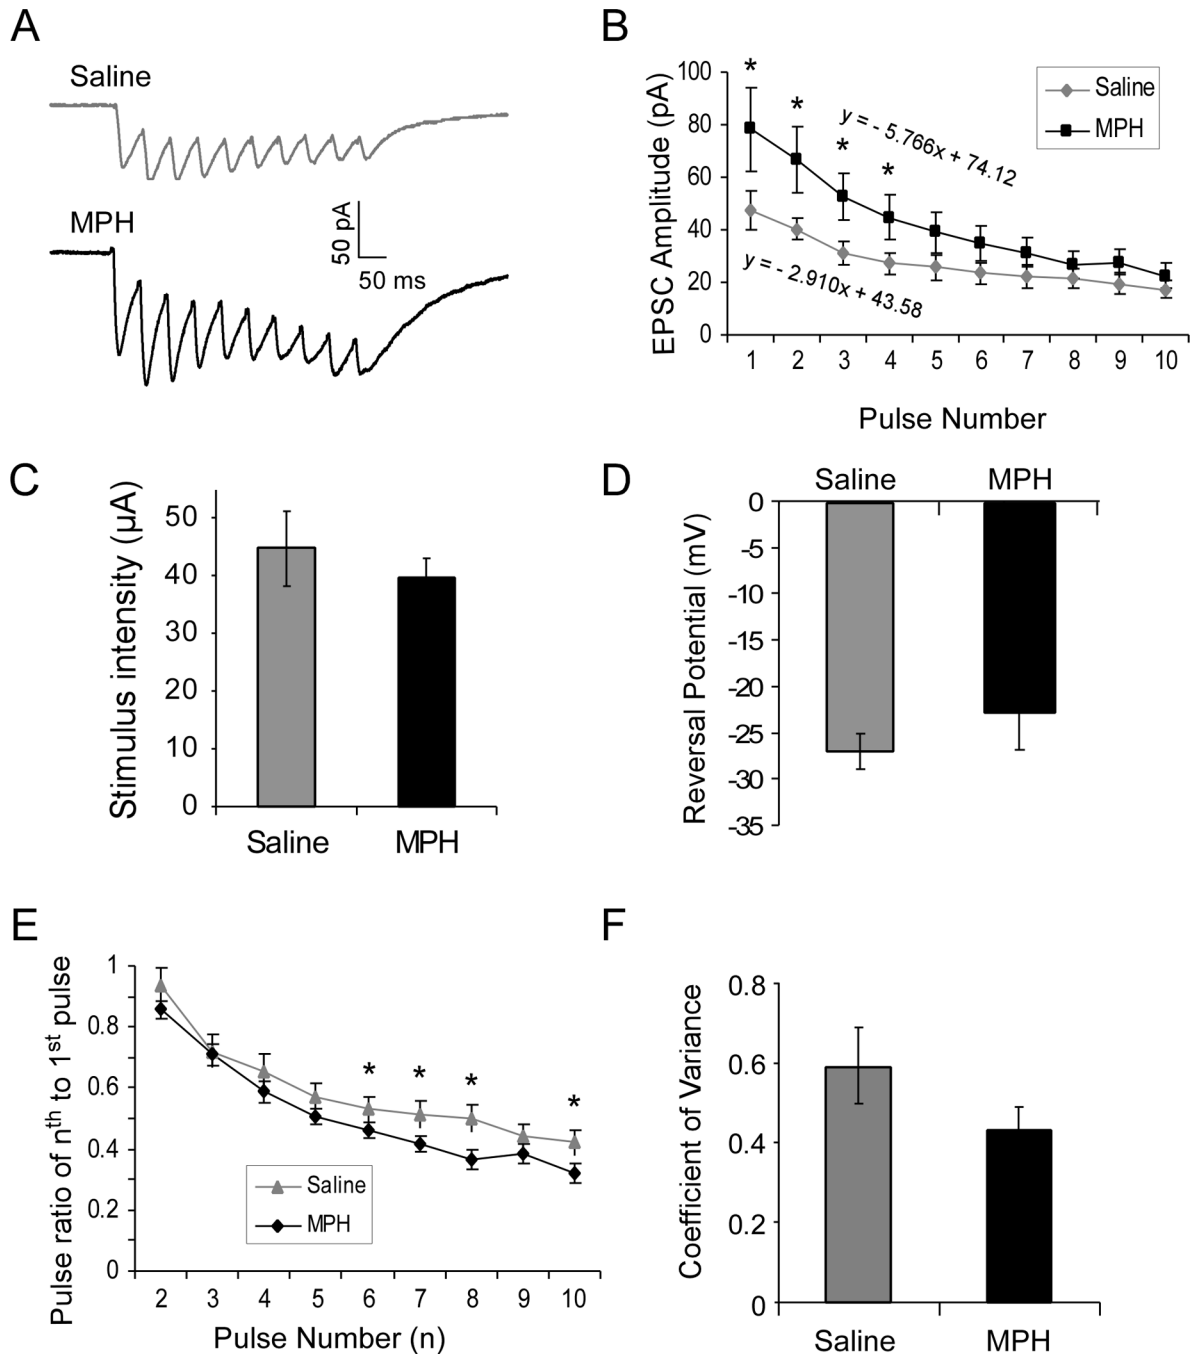 A
Saline
MPH
50 pA
50 ms
B
EPSC Amplitude (pA)
100
80
60
40
20
0
* * * *
y = - 5.766x + 74.12
y = - 2.910x + 43.58
Saline
MPH
1 2 3 4 5 6 7 8 9 10
Pulse Number
C
Stimulus intensity (µA)
50
40
30
20
10
0
Saline MPH
D
Saline MPH
Reversal Potential (mV)
0
-5
-10
-15
-20
-25
-30
-35
E
Pulse ratio of nth to 1st pulse
1
0.8
0.6
0.4
0.2
0
* * * *
Saline
MPH
2 3 4 5 6 7 8 9 10
Pulse Number (n)
F
Coefficient of Variance
0.8
0.6
0.4
0.2
0
Saline MPH